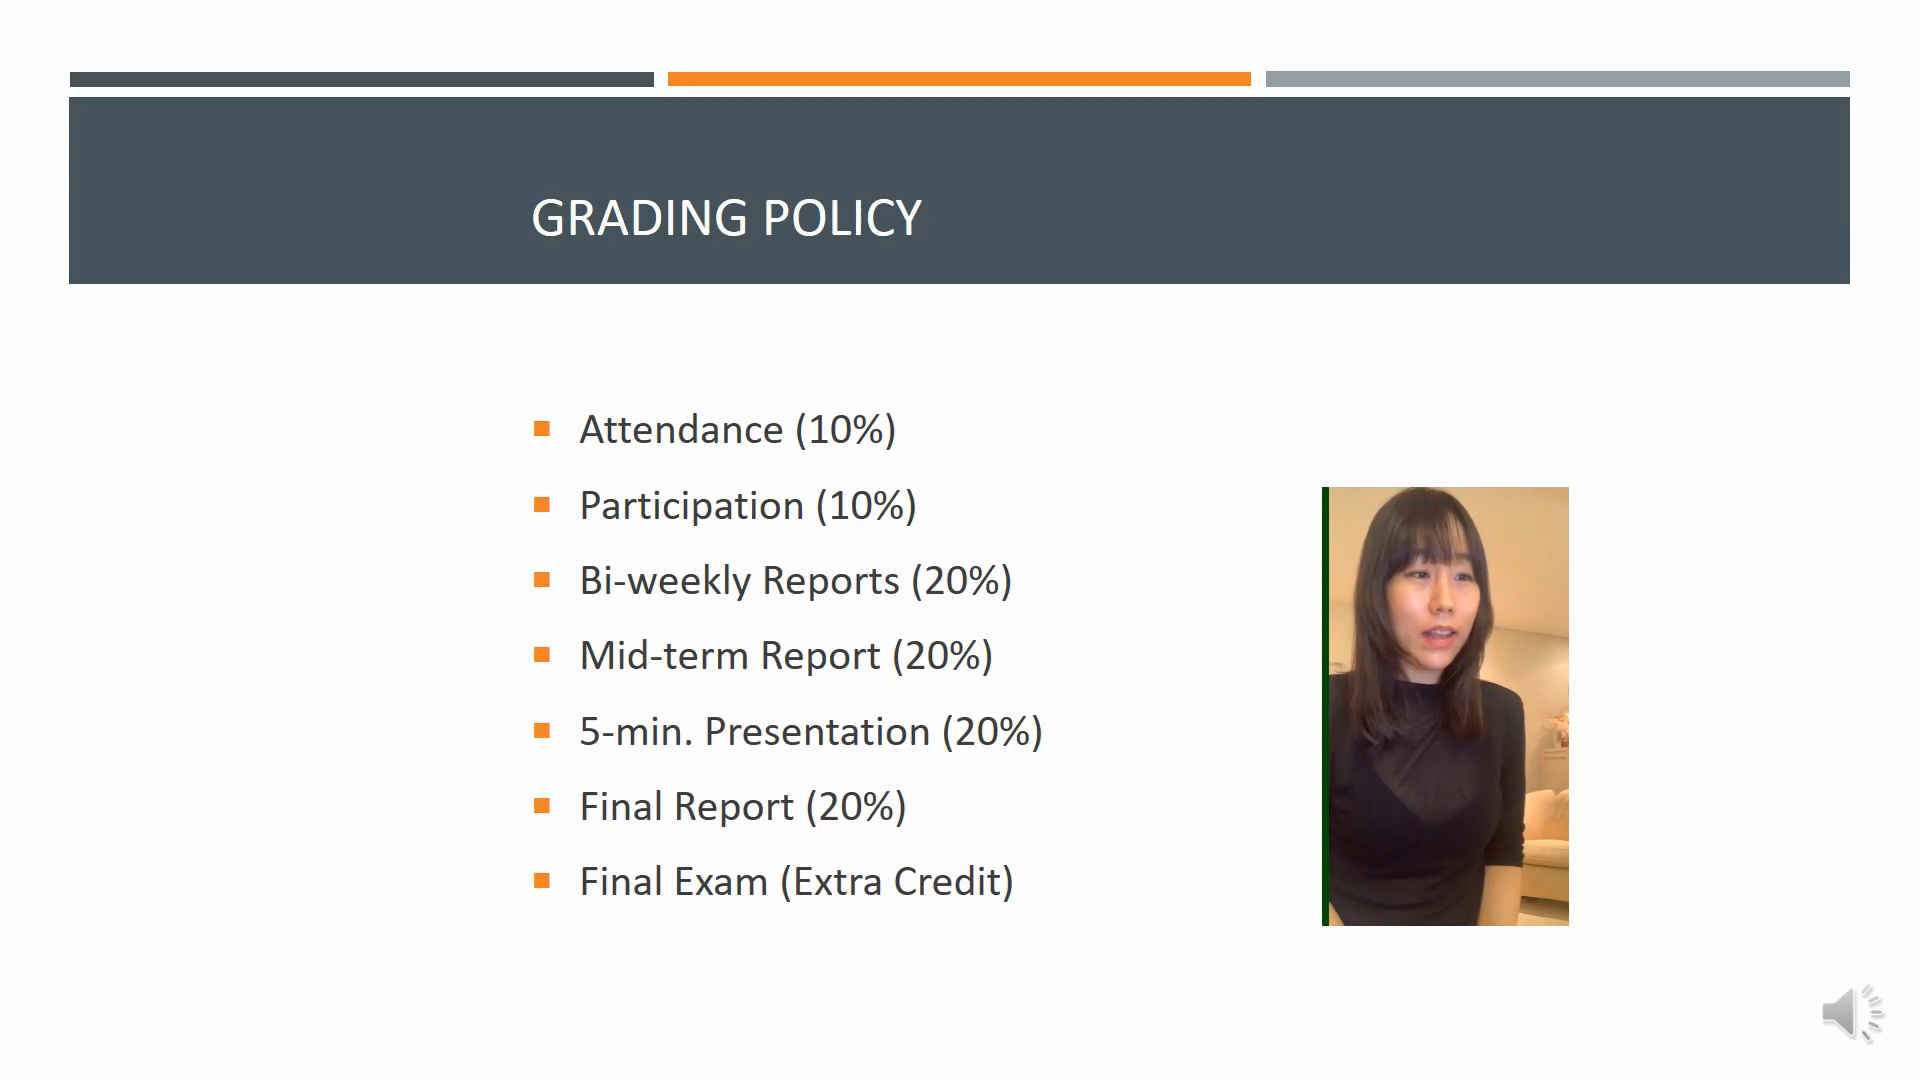 GRADING POLICY
Attendance (10%)
Participation (10%)
Bi-weekly Reports (20%)
Mid-term Report (20%)
5-min. Presentation (20%)
Final Report (20%)
Final Exam (Extra Credit)